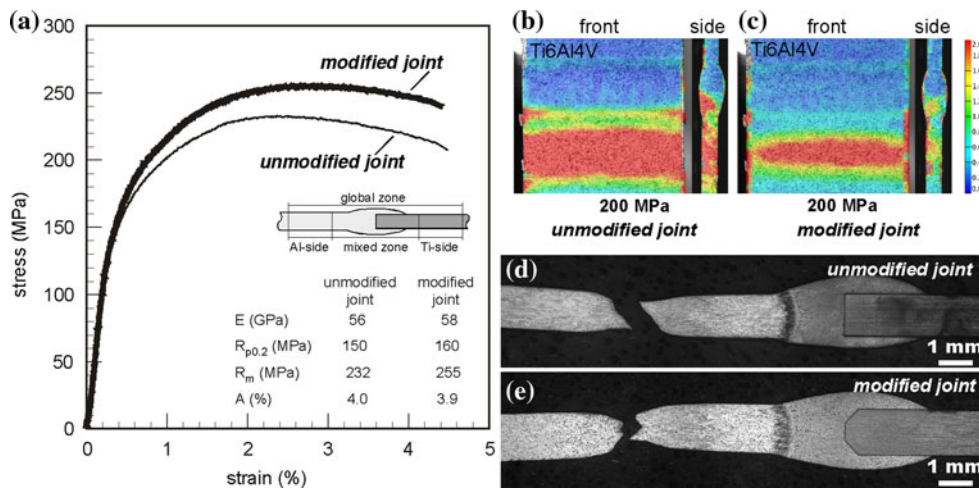 (a)
300
250
200
150
100
50
0
stress (MPa)
0 1 2 3 4 5
strain (%)
modified joint
unmodified joint
global zone
Al-side mixed zone Ti-side
unmodified joint modified joint
E (GPa) 56 58
Rp0.2 (MPa) 150 160
Rm (MPa) 232 255
A (%) 4.0 3.9
(b) front side
Ti6Al4V
200 MPa
unmodified joint
(c) front side
Ti6Al4V
200 MPa
modified joint
(d) unmodified joint
1 mm
(e) modified joint
1 mm